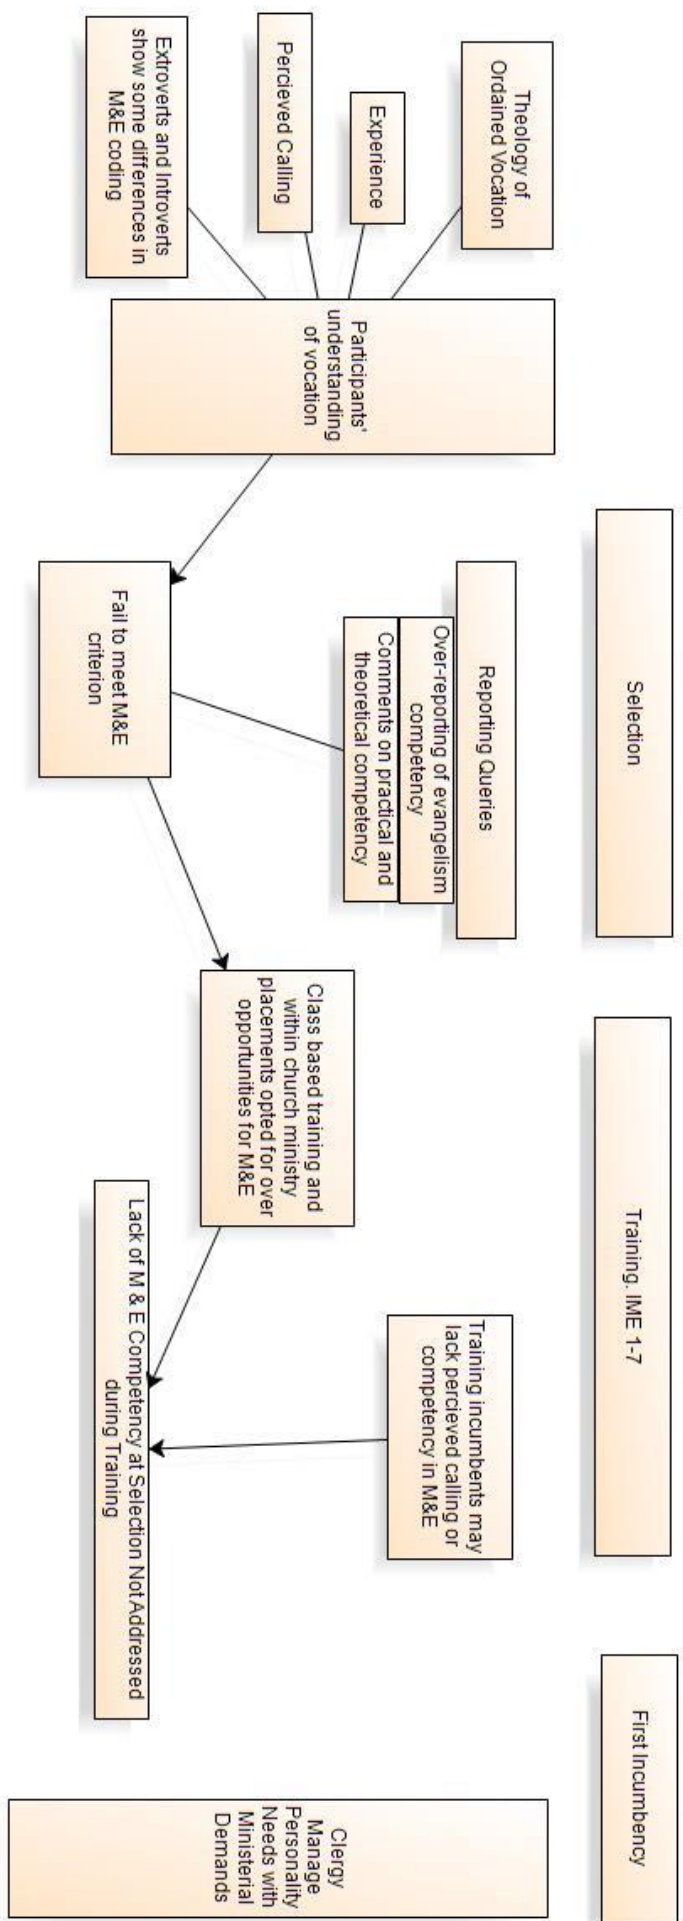 Selection
Training. IME 1-7
First Incumbency
Theology of
Ordained Vocation
Experience
Percieved Calling
Extroverts and Introverts
show some differences in
M&E coding
Participants'
understanding
of vocation
Reporting Queries
Over-reporting of evangelism
competency
Comments on practical and
theoretical competency
Fail to meet M&E
criterion
Class based training and
within church ministry
placements opted for over
opportunities for M&E
Training incumbents may
lack percieved calling or
competency in M&E
Lack of M & E Competency at Selection Not Addressed
during Training
Clergy
Manage
Personality
Needs with
Ministerial
Demands